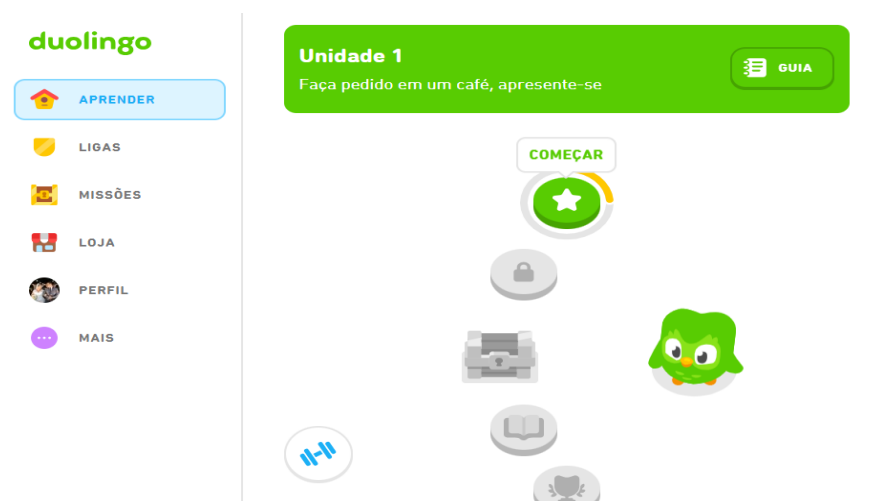 duolingo
APRENDER
LIGAS
MISSÕES
LOJA
PERFIL
MAIS
Unidade 1
Faça pedido em um café, apresente-se
GUIA
COMEÇAR